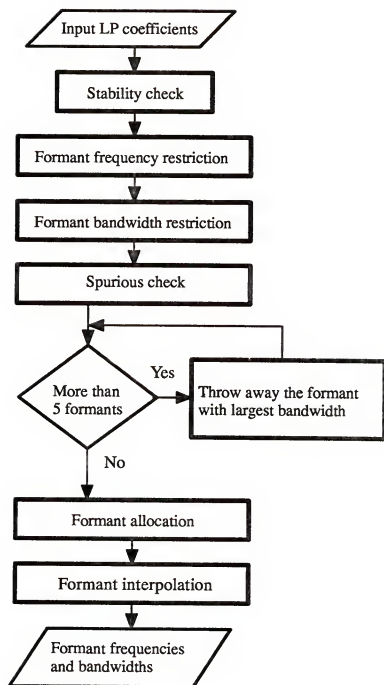 Input LP coefficients
Stability check
Formant frequency restriction
Formant bandwidth restriction
Spurious check
More than
5 formants
Yes
Throw away the formant
with largest bandwidth
No
Formant allocation
Formant interpolation
Formant frequencies
and bandwidths